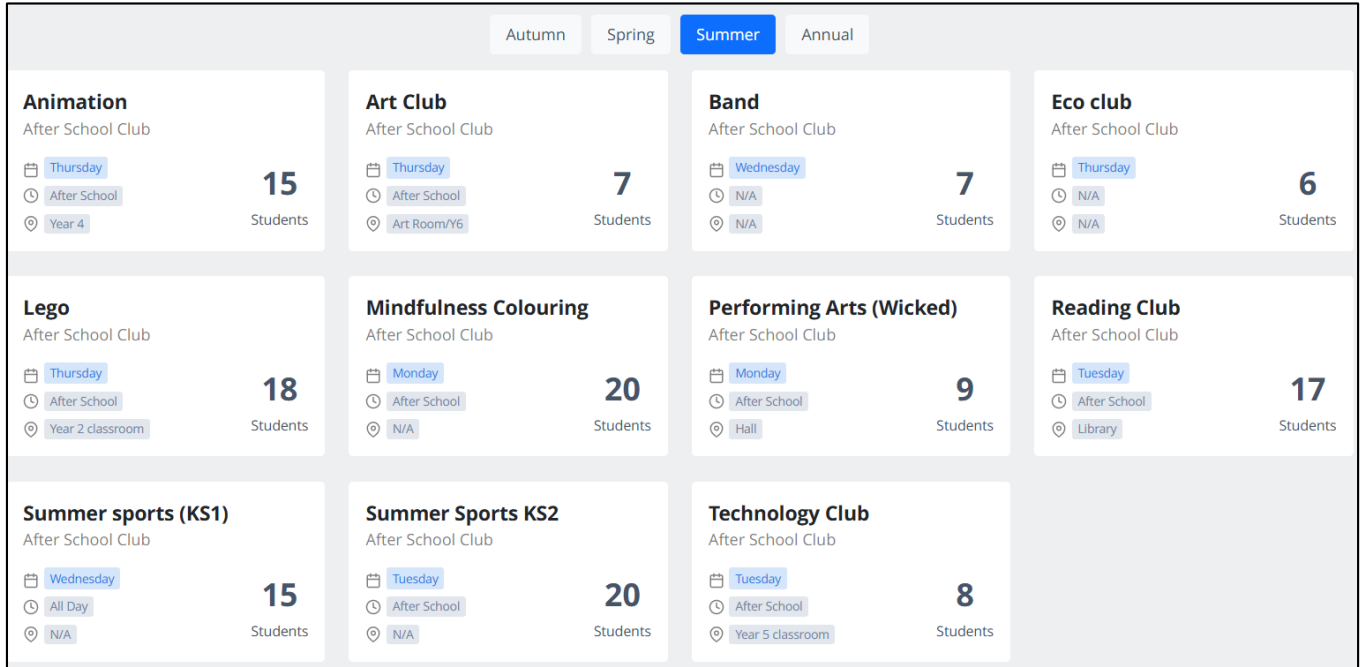 Autumn Spring Summer Annual
Animation
After School Club
Thursday
After School
Year 4
15
Students
Art Club
After School Club
Thursday
After School
Art Room/Y6
7
Students
Band
After School Club
Wednesday
N/A
N/A
7
Students
Eco club
After School Club
Thursday
N/A
N/A
6
Students
Lego
After School Club
Thursday
After School
Year 2 classroom
18
Students
Mindfulness Colouring
After School Club
Monday
After School
N/A
20
Students
Performing Arts (Wicked)
After School Club
Monday
After School
Hall
9
Students
Reading Club
After School Club
Tuesday
After School
Library
17
Students
Summer sports (KS1)
After School Club
Wednesday
All Day
N/A
15
Students
Summer Sports KS2
After School Club
Tuesday
After School
N/A
20
Students
Technology Club
After School Club
Tuesday
After School
Year 5 classroom
8
Students